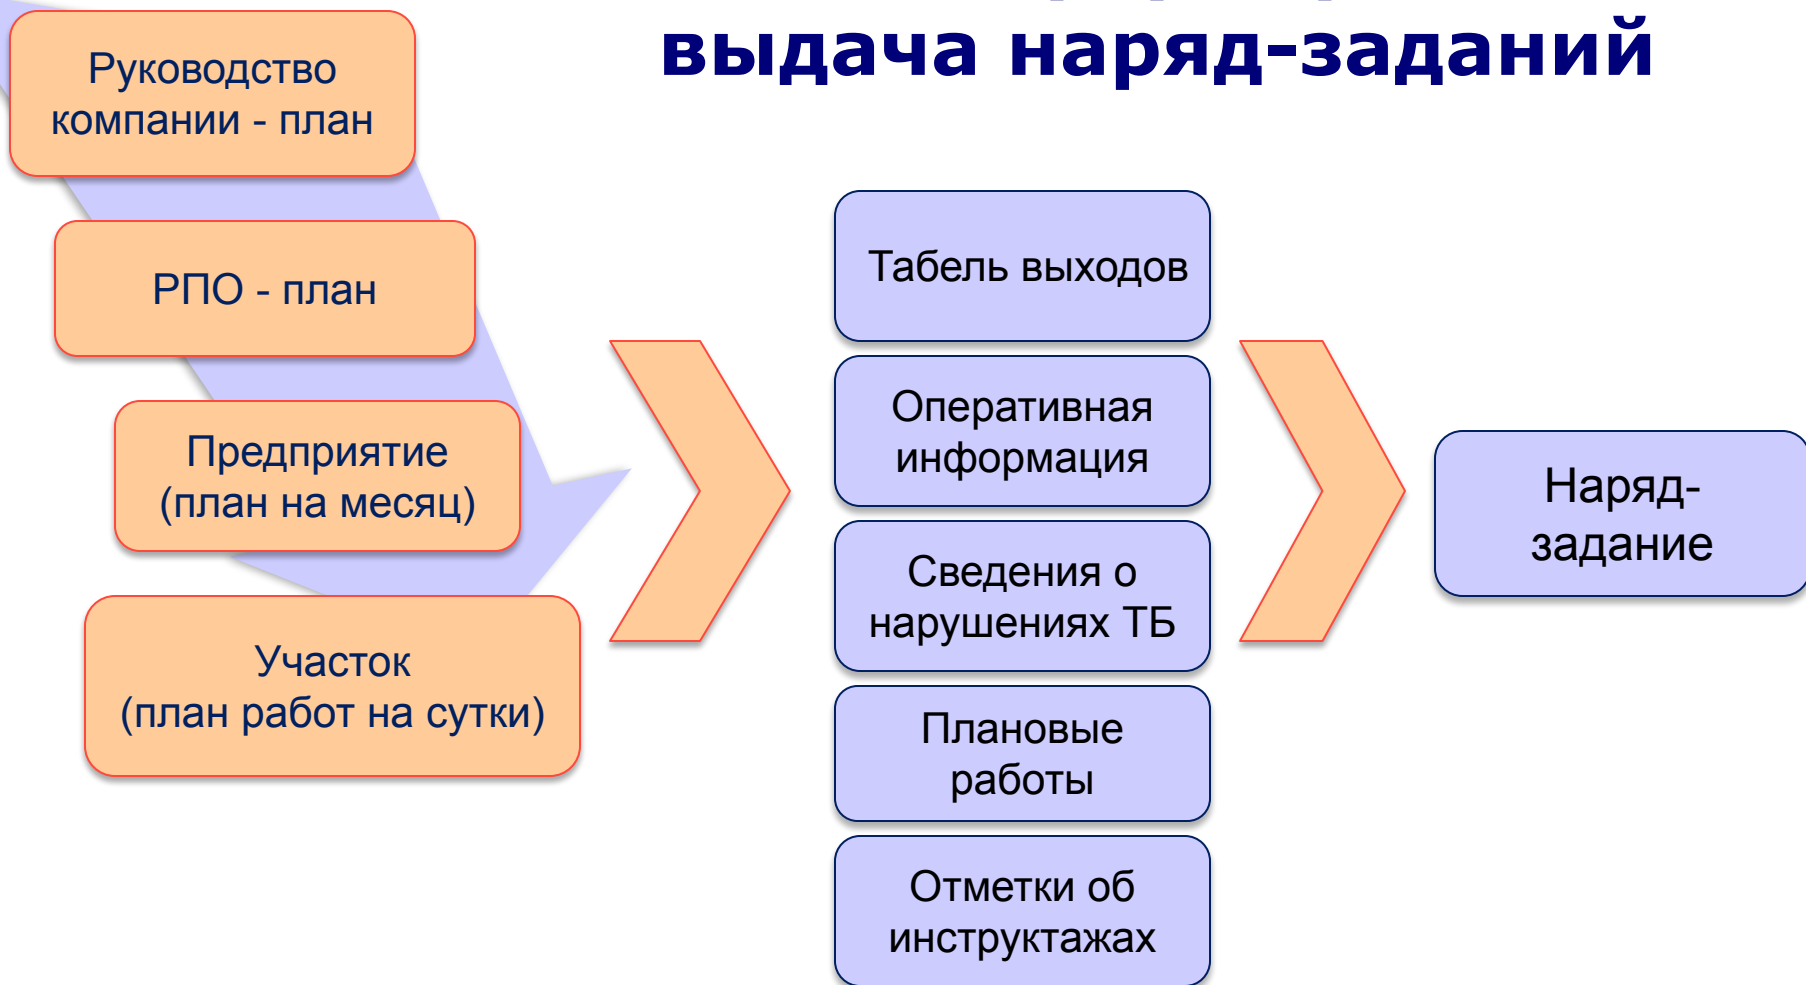 выдача наряд-заданий
Руководство
компании - план
РПО - план
Предприятие
(план на месяц)
Участок
(план работ на сутки)
Табель выходов
Оперативная
информация
Сведения о
нарушениях ТБ
Плановые
работы
Отметки об
инструктажах
Наряд-
задание